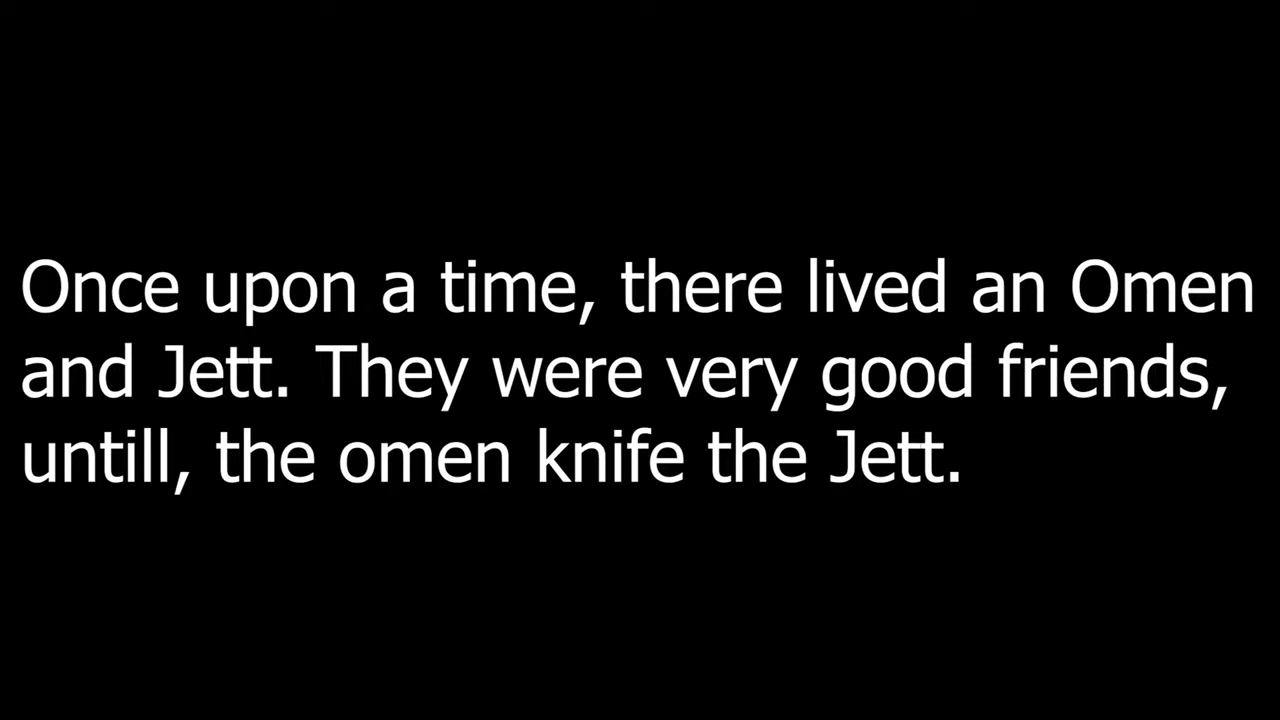 Once upon a time, there lived an Omen
and Jett. They were very good friends,
untill, the omen knife the Jett.